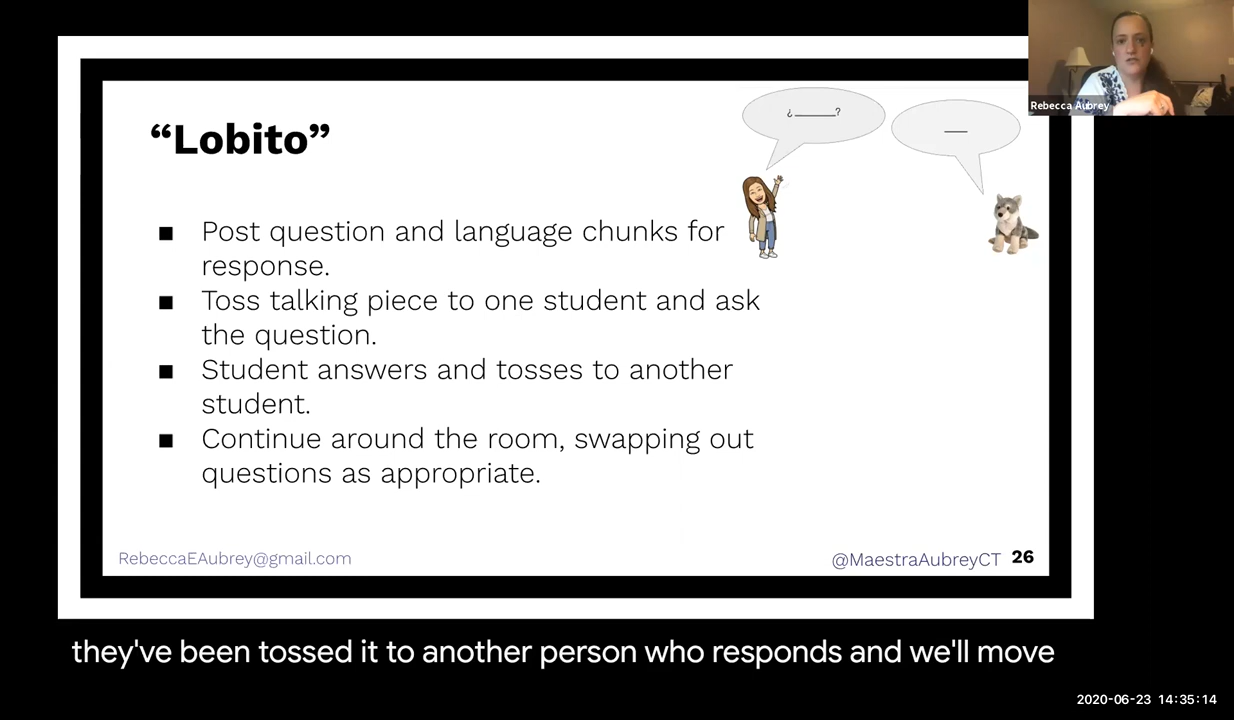 Rebecca Aubrey
“Lobito”
¿_____?
___
■ Post question and language chunks for
response.
■ Toss talking piece to one student and ask
the question.
■ Student answers and tosses to another
student.
■ Continue around the room, swapping out
questions as appropriate.
RebeccaEAubrey@gmail.com
@MaestraAubreyCT 26
they've been tossed it to another person who responds and we'll move
2020-06-23 14:35:14